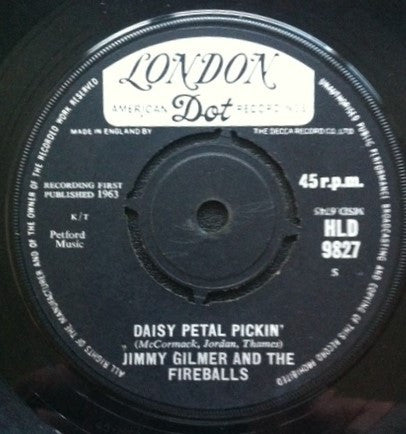 LONDON
AMERICAN Dot RECORDINGS
MADE IN ENGLAND BY
THE DECCA RECORD CO., LTD
UNAUTHORISED PUBLIC PERFORMANCE BROADCASTING AND COPYING OF THIS RECORD PROHIBITED
ALL RIGHTS OF THE MANUFACTURER AND OF THE OWNER OF THE RECORDED WORK RESERVED
RECORDING FIRST
PUBLISHED 1963
K/T
Petford
Music
45 r.p.m.
HLD
9827
S
DAISY PETAL PICKIN'
(McCormack, Jordan, Thames)
JIMMY GILMER AND THE
FIREBALLS